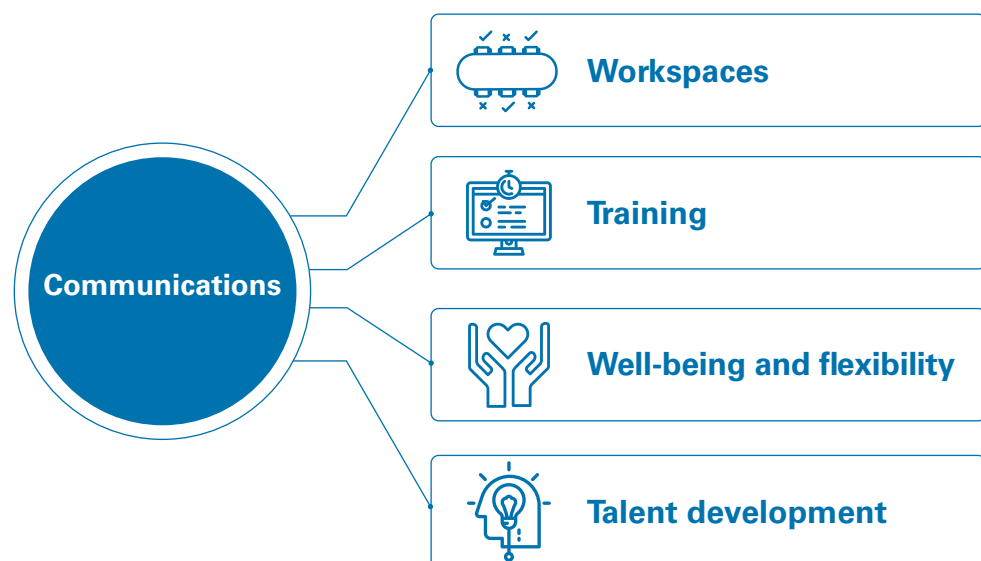 Workspaces
Training
Communications
Well-being and flexibility
Talent development